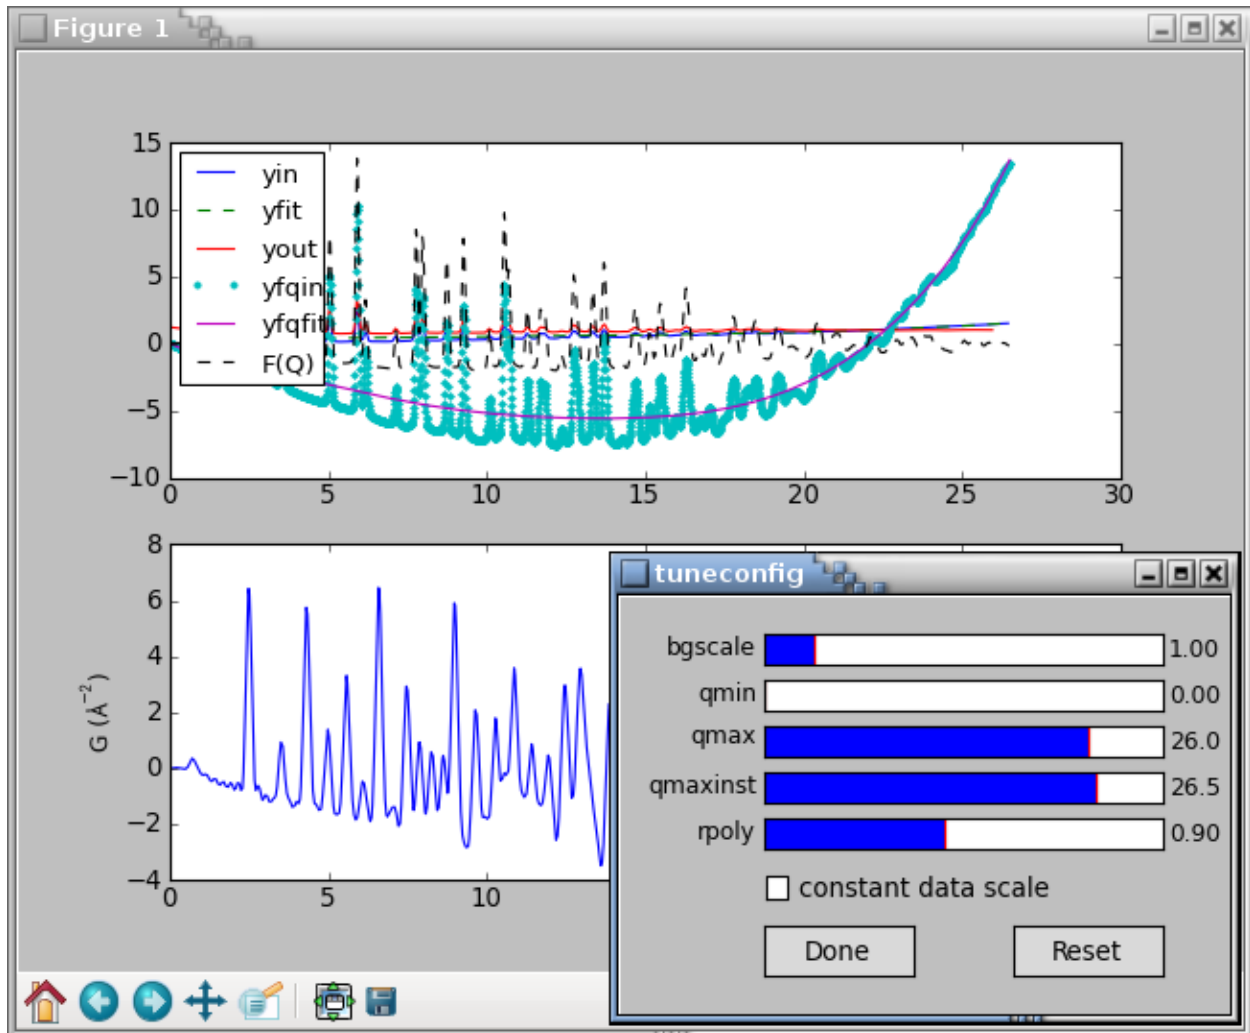 Figure 1
15
10
5
0
−5
−10
yin
yfit
yout
yfqin
yfqfit
F(Q)
0 5 10 15 20 25 30
8
6
4
2
0
−2
−4
G (Å⁻²)
0 5 10
tuneconfig
bgscale 1.00
qmin 0.00
qmax 26.0
qmaxinst 26.5
rpoly 0.90
constant data scale
Done Reset